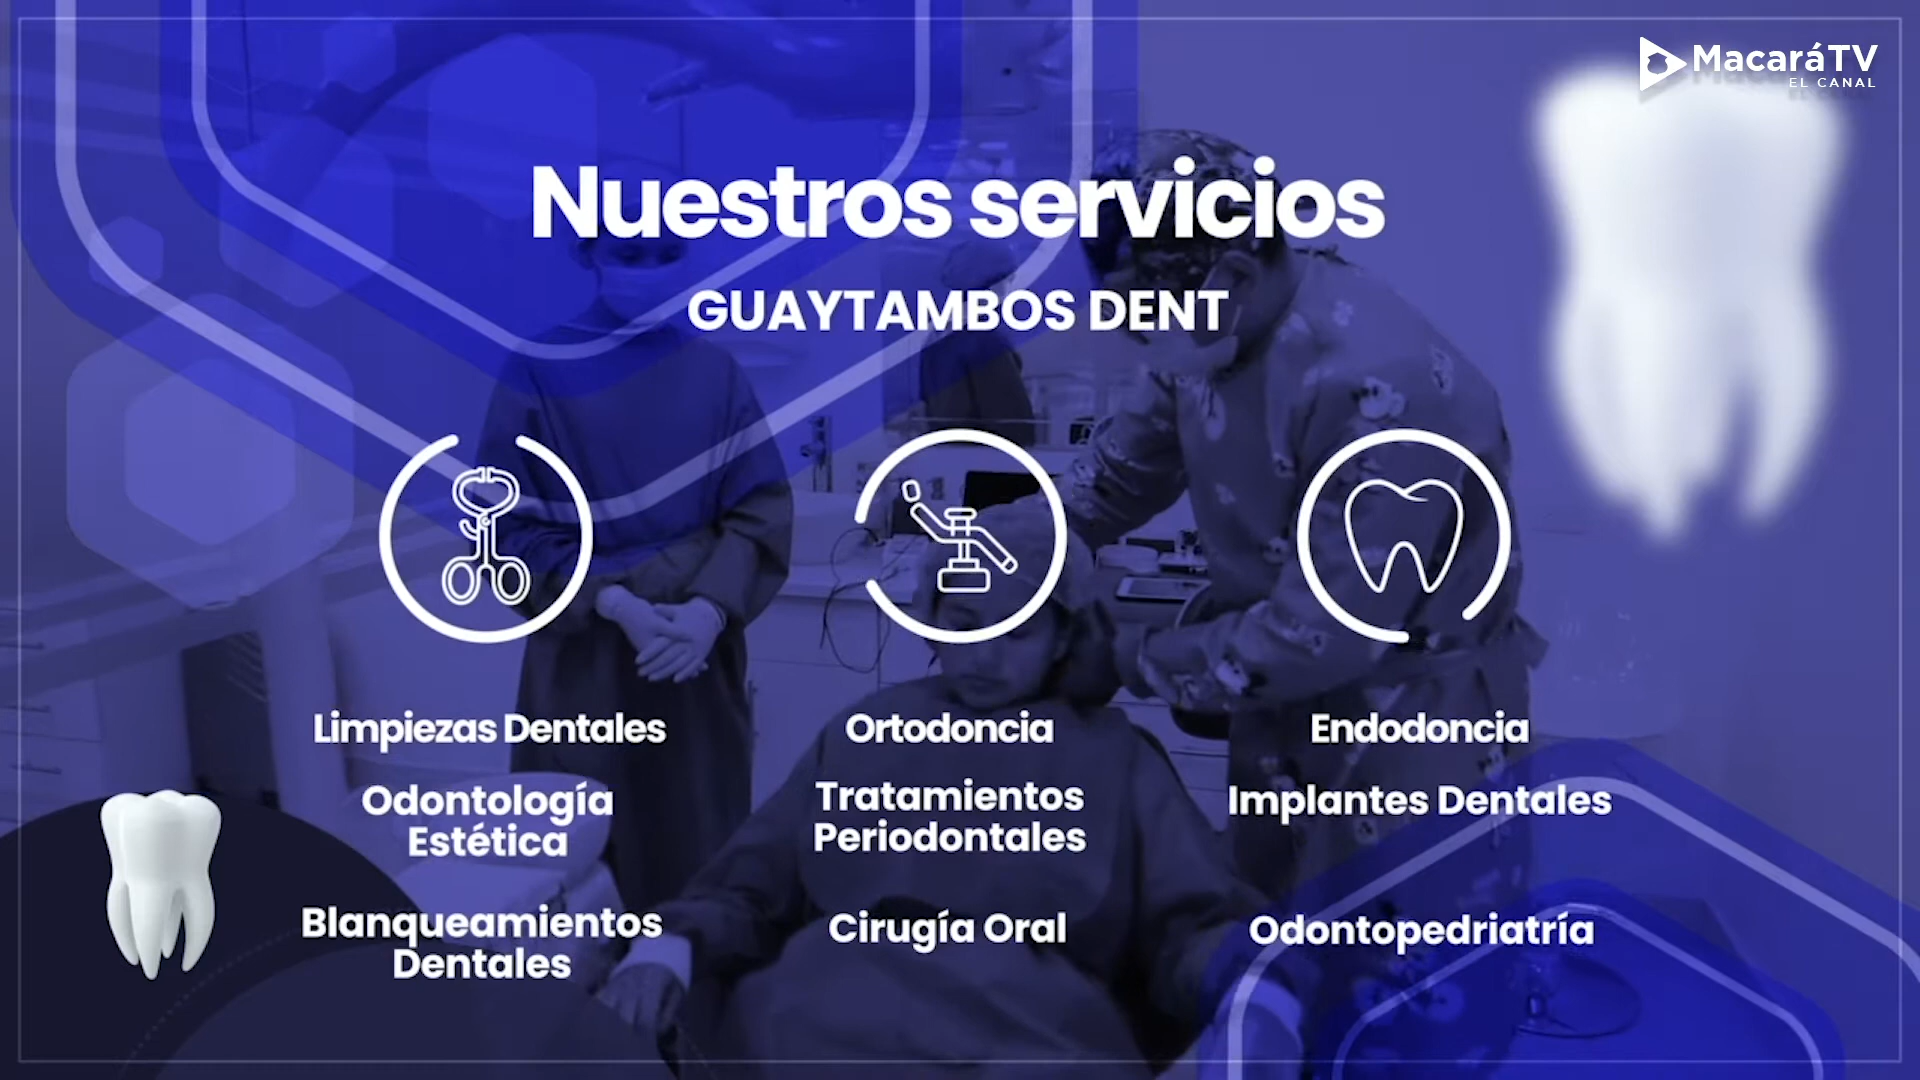 MacaráTV
EL CANAL
Nuestros servicios
GUAYTAMBOS DENT
Limpiezas Dentales
Ortodoncia
Endodoncia
Odontología
Estética
Tratamientos
Periodontales
Implantes Dentales
Blanqueamientos
Dentales
Cirugía Oral
Odontopedriatría